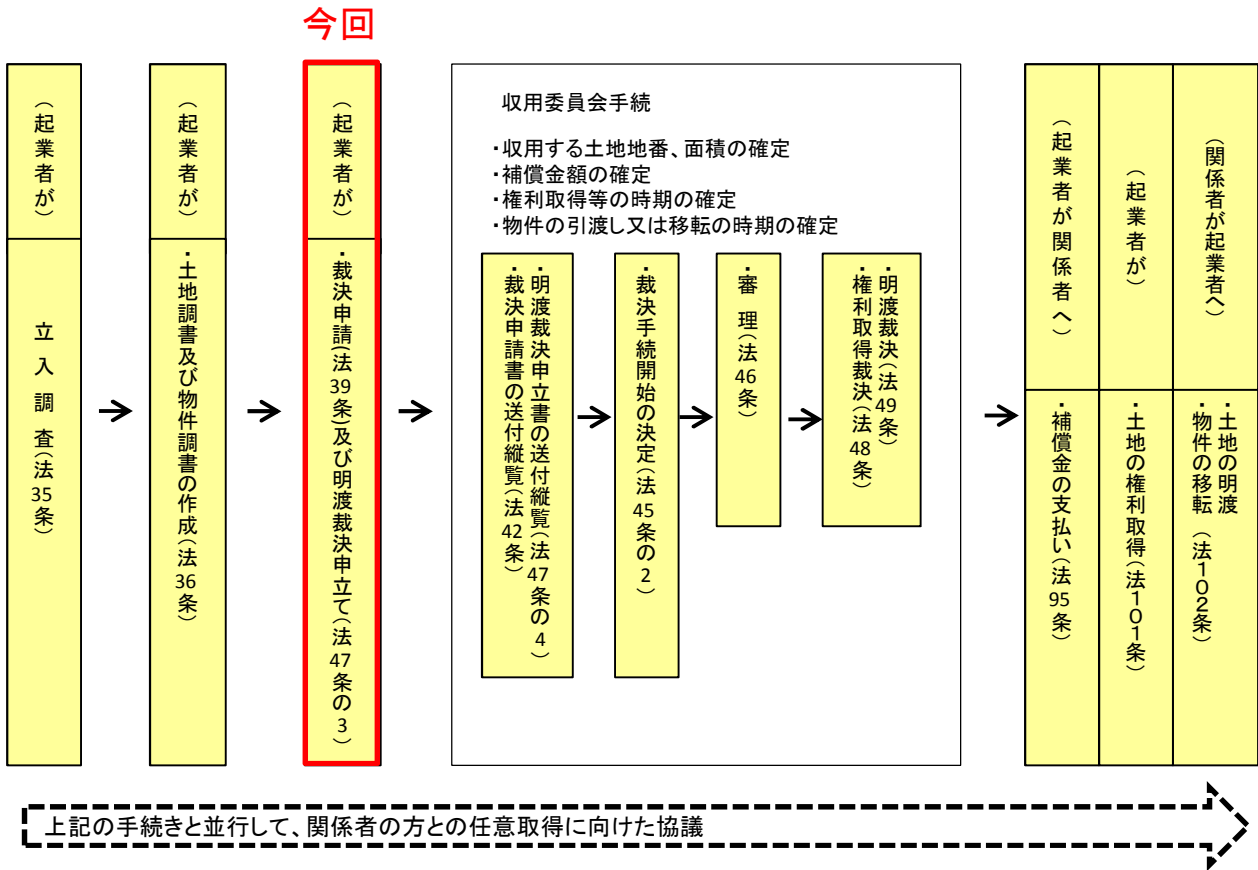 今回
（起業者が）
立入調査（法35条）
（起業者が）
・土地調書及び物件調書の作成（法36条）
（起業者が）
・裁決申請（法39条）及び明渡裁決申立て（法47条の3）
収用委員会手続
・収用する土地地番、面積の確定
・補償金額の確定
・権利取得等の時期の確定
・物件の引渡し又は移転の時期の確定
・裁決申請書の送付縦覧（法42条）
・明渡裁決申立書の送付縦覧（法47条の4）
・裁決手続開始の決定（法45条の2）
・審理（法46条）
・権利取得裁決（法48条）
・明渡裁決（法49条）
（起業者が関係者へ）
・補償金の支払い（法95条）
（起業者が）
・土地の権利取得（法101条）
（関係者が起業者へ）
・土地の明渡
・物件の移転（法102条）
上記の手続きと並行して、関係者の方との任意取得に向けた協議